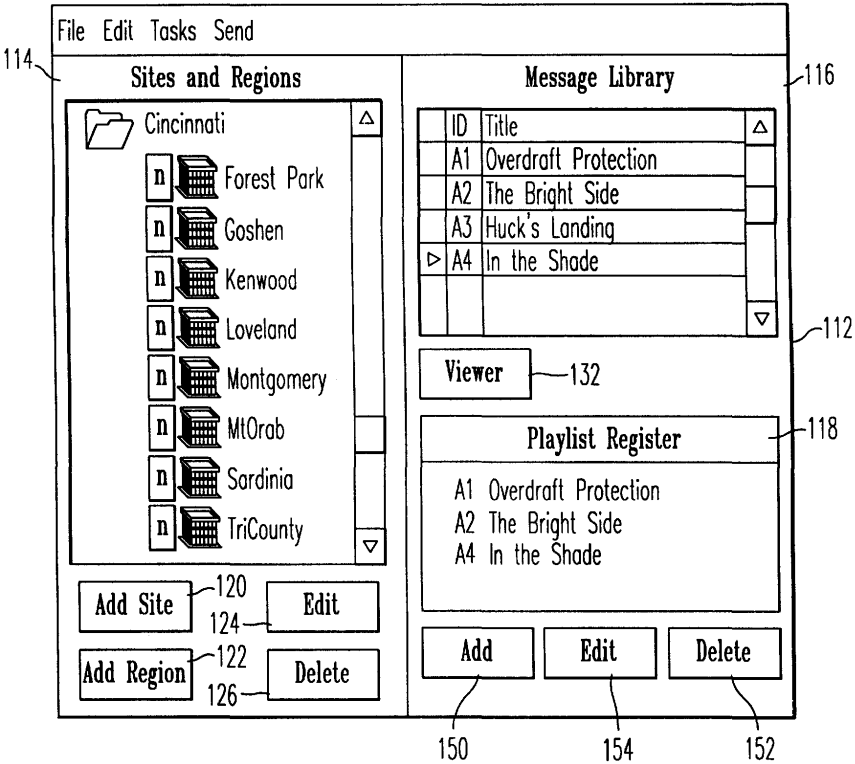 File Edit Tasks Send
114
Sites and Regions
Cincinnati
n Forest Park
n Goshen
n Kenwood
n Loveland
n Montgomery
n MtOrab
n Sardinia
n TriCounty
Add Site
120
Edit
124
Add Region
122
Delete
126
Message Library
116
ID Title
A1 Overdraft Protection
A2 The Bright Side
A3 Huck's Landing
A4 In the Shade
112
Viewer
132
Playlist Register
118
A1 Overdraft Protection
A2 The Bright Side
A4 In the Shade
Add Edit Delete
150 154 152